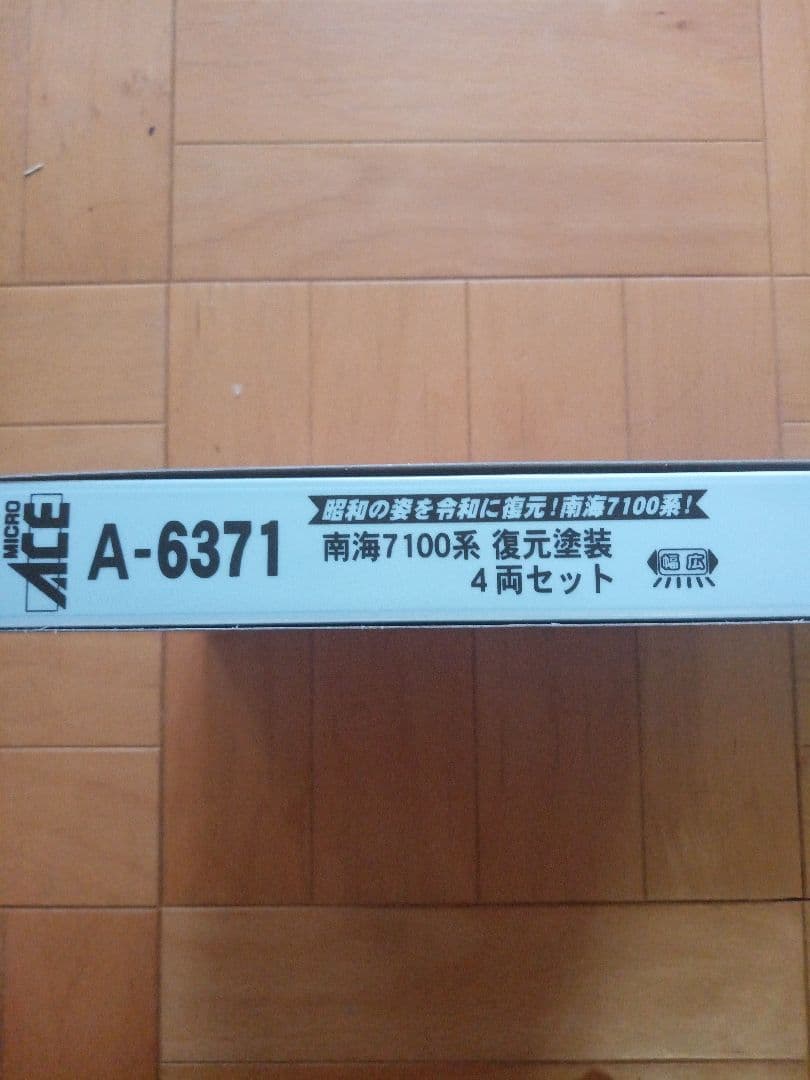 MICRO ACE
A-6371
昭和の姿を令和に復元!南海7100系!
南海7100系 復元塗装
4両セット
幅広